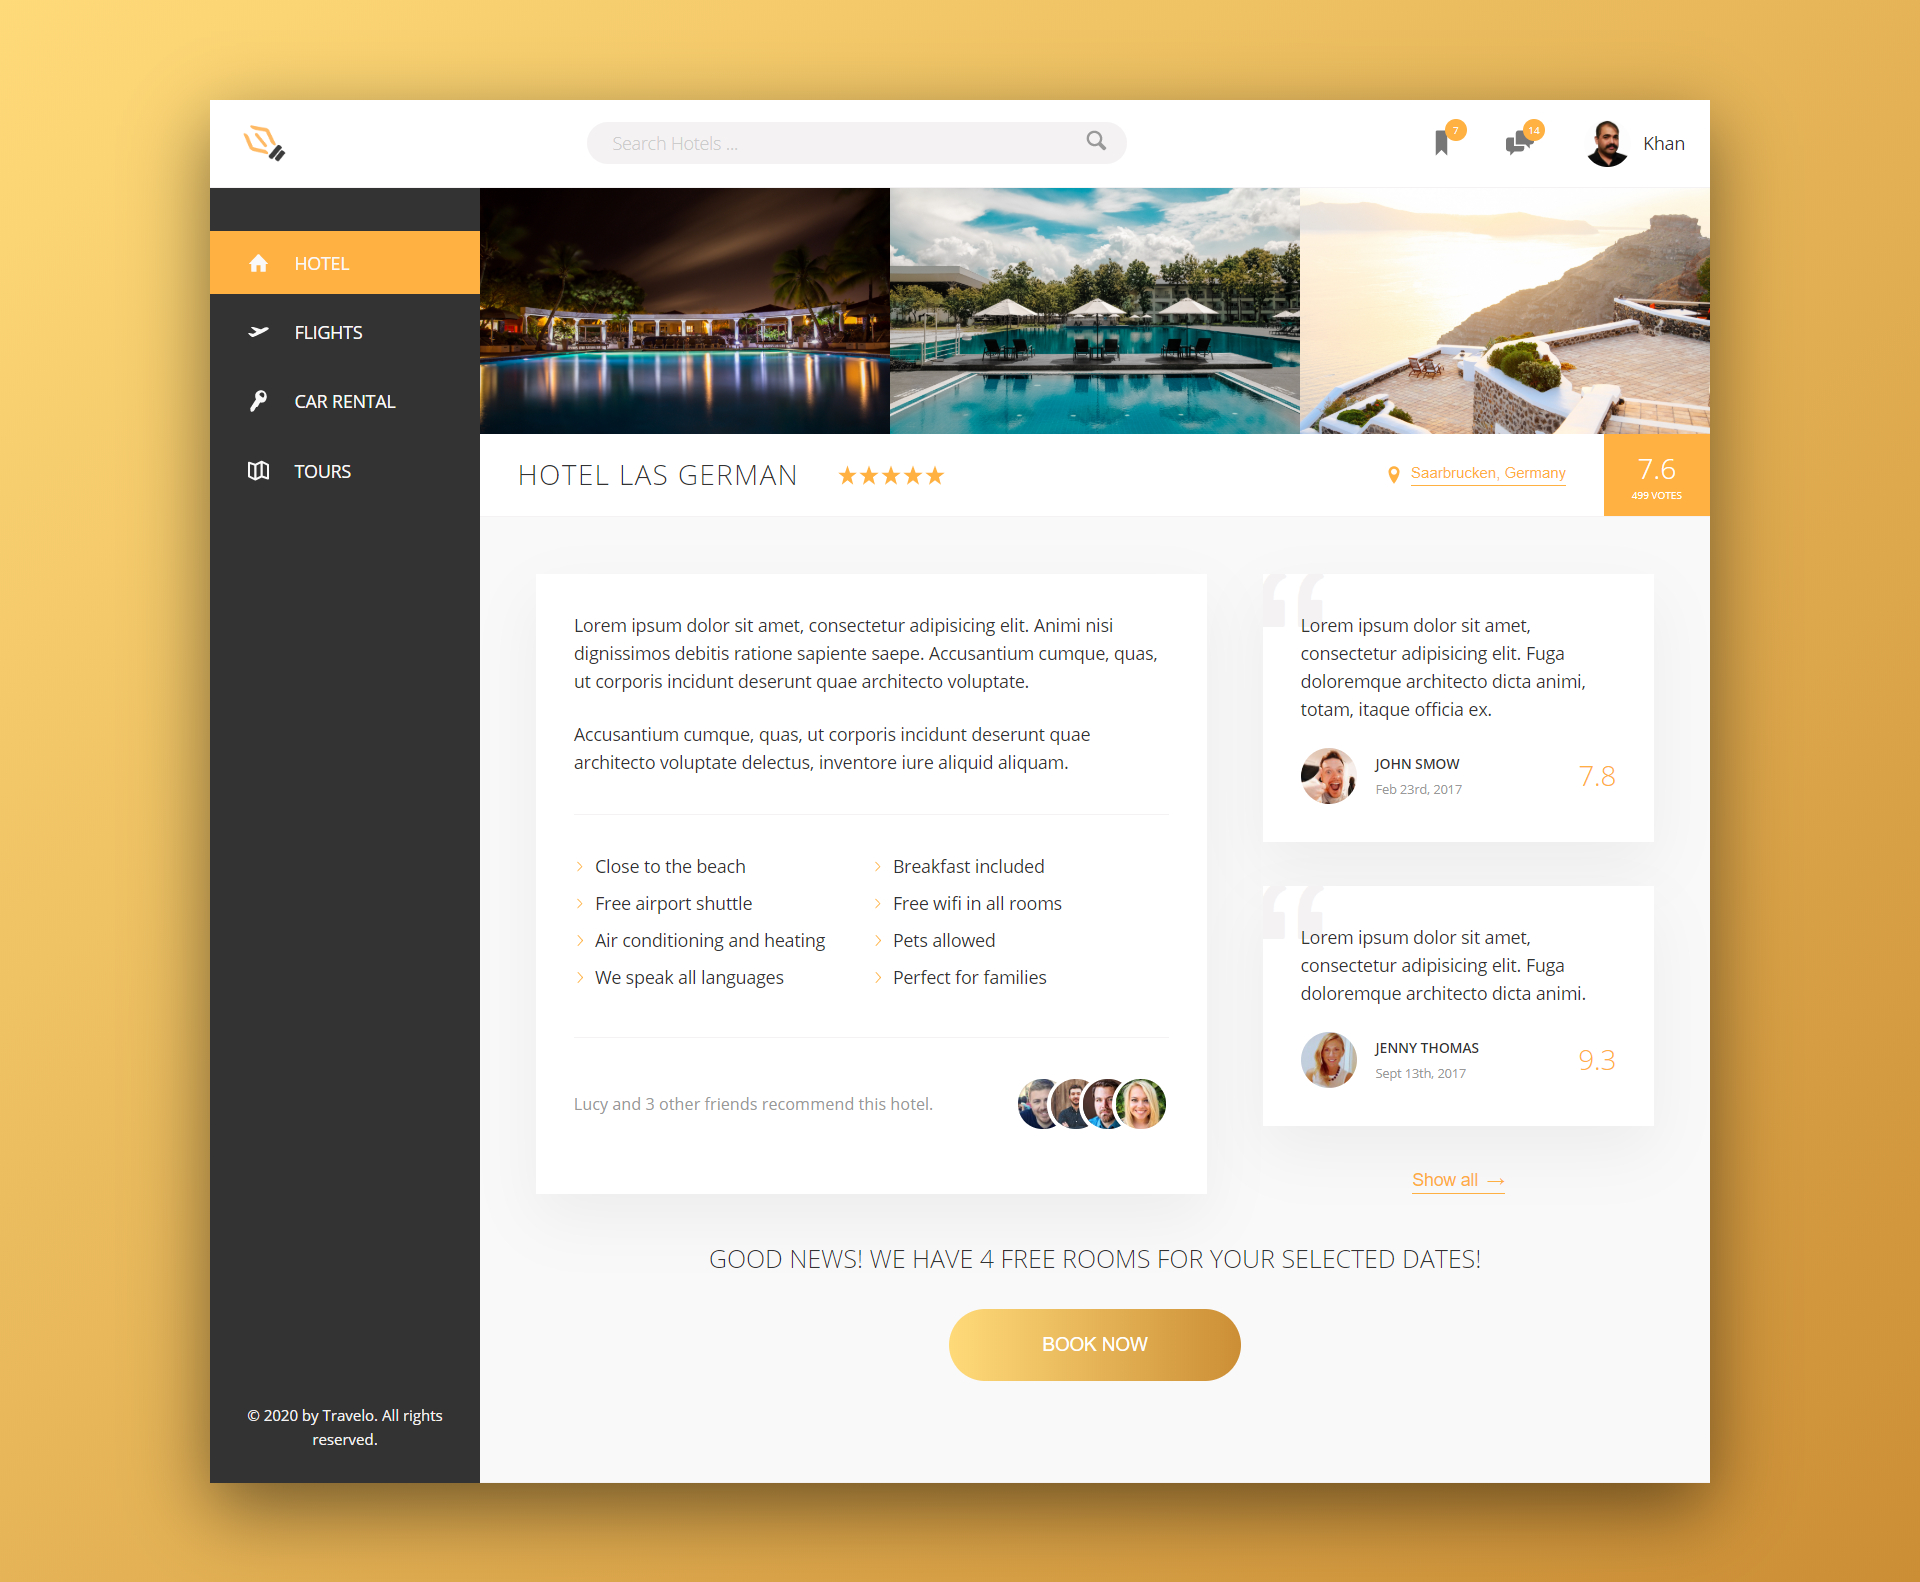 Search Hotels ...
7
14
Khan
HOTEL
FLIGHTS
CAR RENTAL
TOURS
© 2020 by Travelo. All rights
reserved.
HOTEL LAS GERMAN
Saarbrucken, Germany
7.6
499 VOTES
Lorem ipsum dolor sit amet, consectetur adipisicing elit. Animi nisi
dignissimos debitis ratione sapiente saepe. Accusantium cumque, quas,
ut corporis incidunt deserunt quae architecto voluptate.
Accusantium cumque, quas, ut corporis incidunt deserunt quae
architecto voluptate delectus, inventore iure aliquid aliquam.
Close to the beach
Free airport shuttle
Air conditioning and heating
We speak all languages
Breakfast included
Free wifi in all rooms
Pets allowed
Perfect for families
Lucy and 3 other friends recommend this hotel.
“
Lorem ipsum dolor sit amet,
consectetur adipisicing elit. Fuga
doloremque architecto dicta animi,
totam, itaque officia ex.
JOHN SMOW
Feb 23rd, 2017
7.8
“
Lorem ipsum dolor sit amet,
consectetur adipisicing elit. Fuga
doloremque architecto dicta animi.
JENNY THOMAS
Sept 13th, 2017
9.3
Show all →
GOOD NEWS! WE HAVE 4 FREE ROOMS FOR YOUR SELECTED DATES!
BOOK NOW